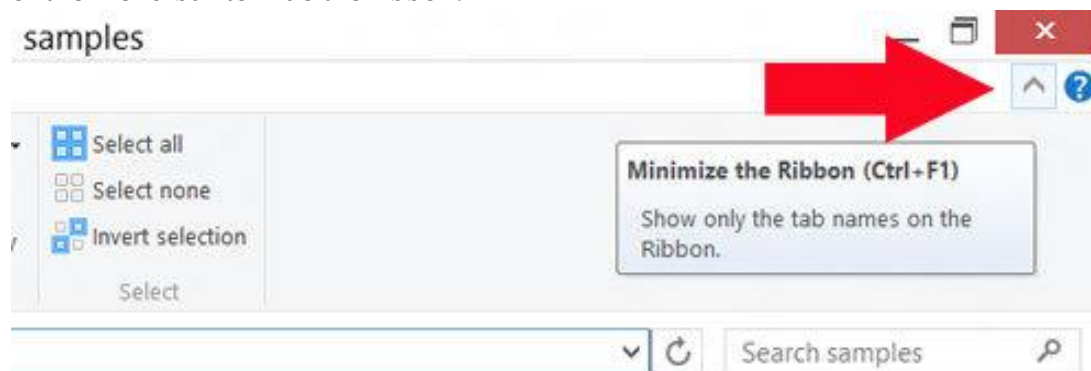 samples
Select all
Select none
Invert selection
Select
Minimize the Ribbon (Ctrl+F1)
Show only the tab names on the
Ribbon.
Search samples